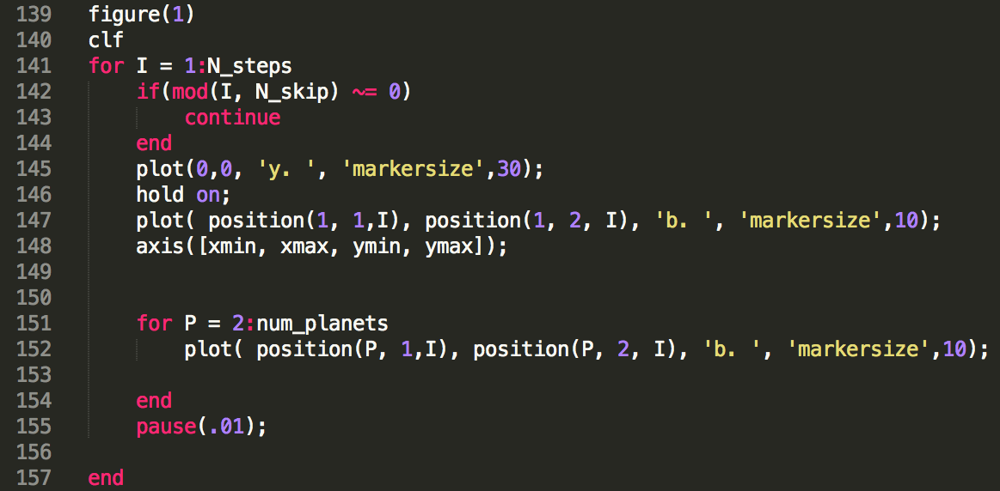 139 figure(1)
140 clf
141 for I = 1:N_steps
142     if(mod(I, N_skip) ~= 0)
143         continue
144     end
145     plot(0,0, 'y. ', 'markersize',30);
146     hold on;
147     plot( position(1, 1,I), position(1, 2, I), 'b. ', 'markersize',10);
148     axis([xmin, xmax, ymin, ymax]);
149
150
151     for P = 2:num_planets
152         plot( position(P, 1,I), position(P, 2, I), 'b. ', 'markersize',10);
153
154     end
155     pause(.01);
156
157 end